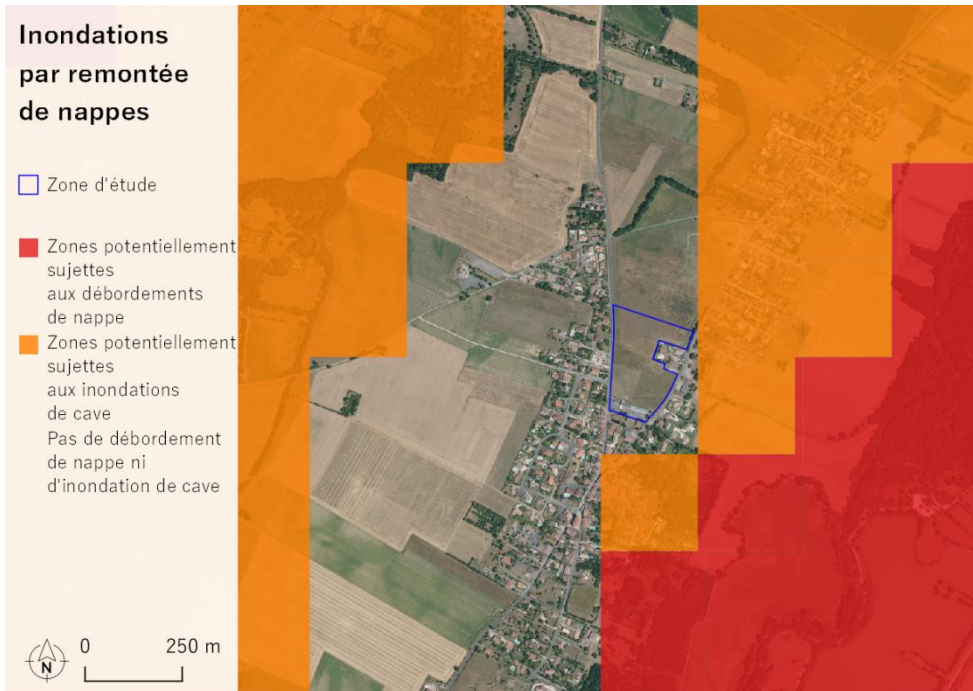 Inondations
par remontée
de nappes
Zone d'étude
Zones potentiellement
sujettes
aux débordements
de nappe
Zones potentiellement
sujettes
aux inondations
de cave
Pas de débordement
de nappe ni
d'inondation de cave
N
0 250 m